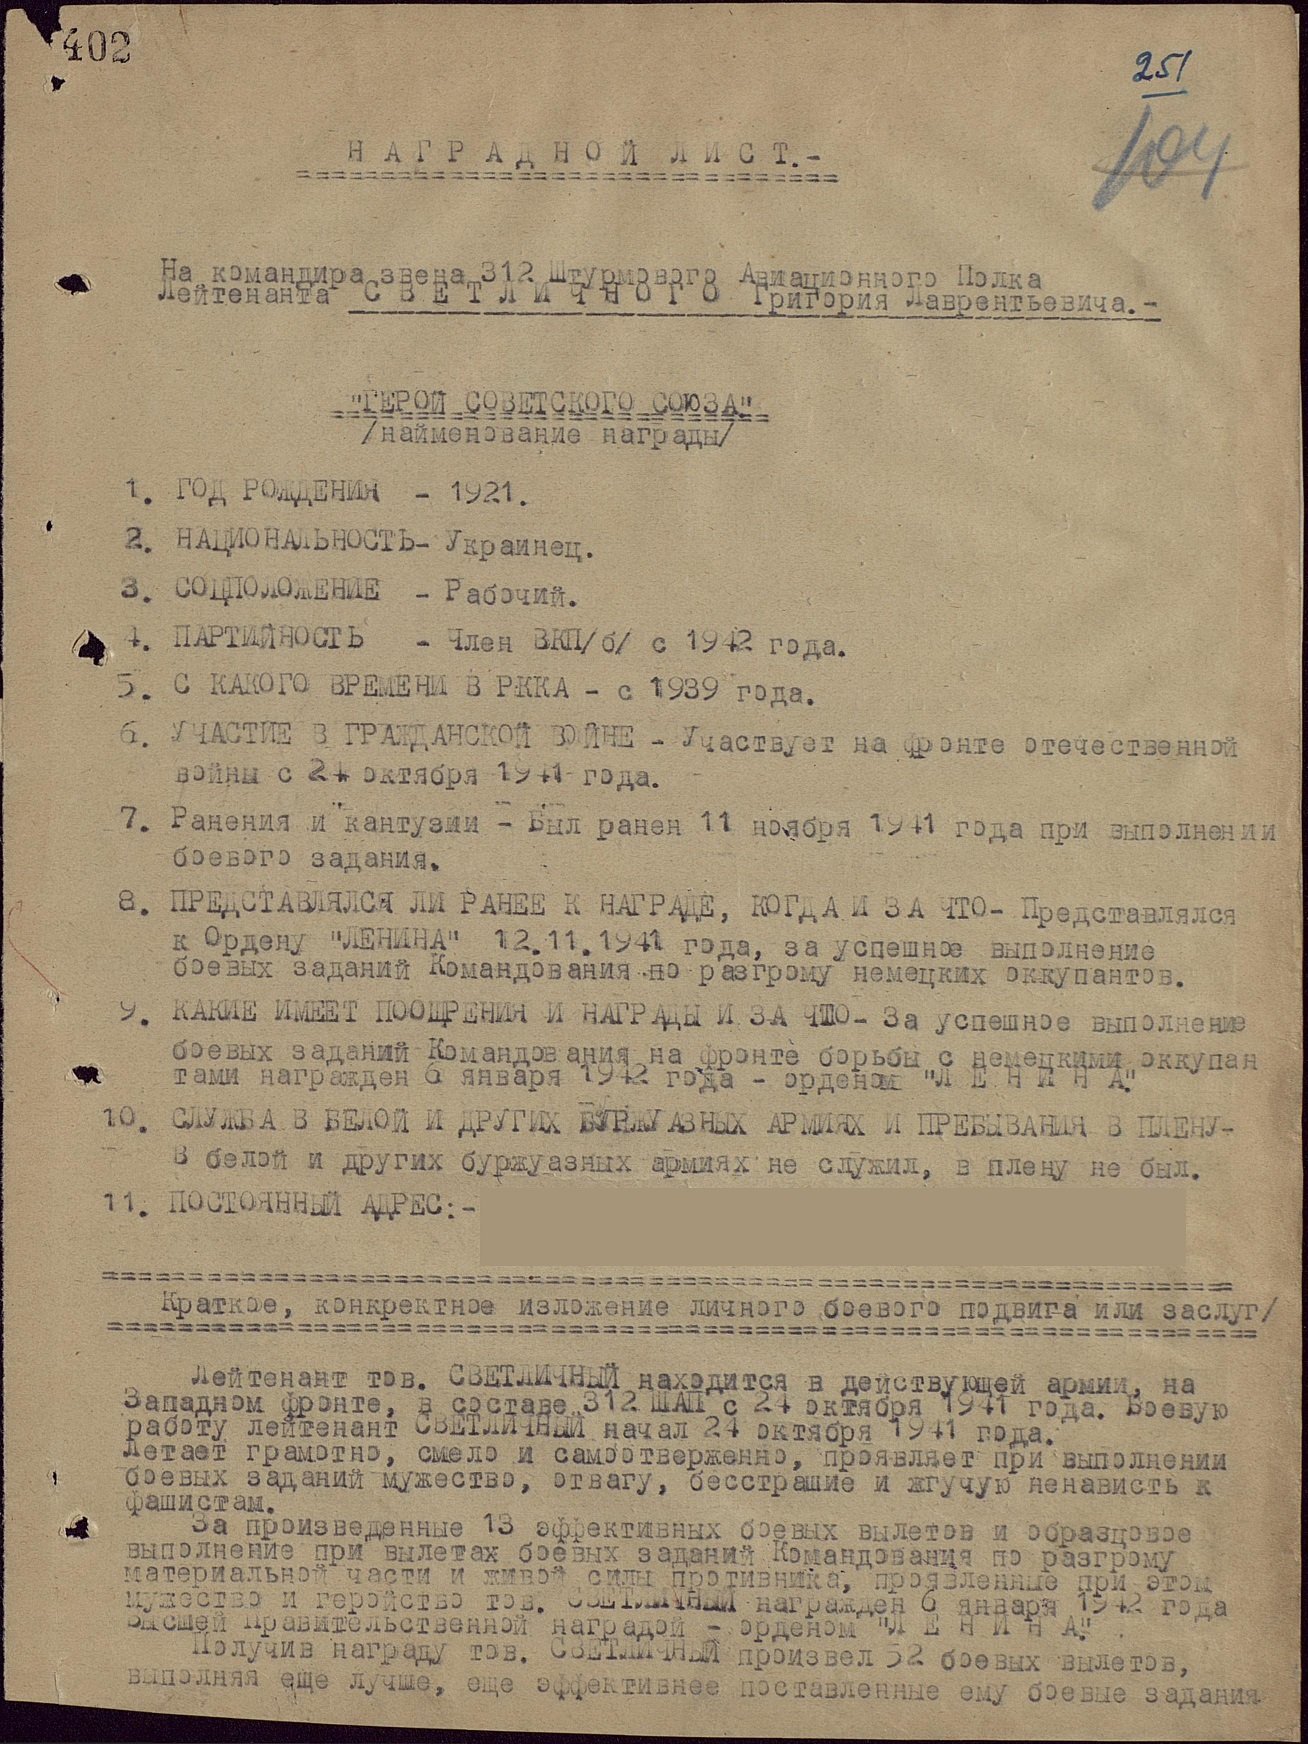 402
251
104
НАГРАДНОЙ ЛИСТ.-
На командира звена 312 Штурмового Авиационного Полка
Лейтенанта СВЕТЛИЧНОГО Григория Лаврентьевича.-
"ГЕРОЙ СОВЕТСКОГО СОЮЗА"
/найменование награды/
1. ГОД РОЖДЕНИЯ - 1921.
2. НАЦИОНАЛЬНОСТЬ- Украинец.
3. СОЦПОЛОЖЕНИЕ - Рабочий.
4. ПАРТИЙНОСТЬ - Член ВКП/б/ с 1942 года.
5. С КАКОГО ВРЕМЕНИ В РККА - с 1939 года.
6. УЧАСТИЕ В ГРАЖДАНСКОЙ ВОЙНЕ - Участвует на фронте отечественной
войны с 24 октября 1941 года.
7. Ранения и кантузии - Был ранен 11 ноября 1941 года при выполнении
боевого задания.
8. ПРЕДСТАВЛЯЛСЯ ЛИ РАНЕЕ К НАГРАДЕ, КОГДА И ЗА ЧТО- Представлялся
к Ордену "ЛЕНИНА" 12.11.1941 года, за успешное выполнение
боевых заданий Командования по разгрому немецких оккупантов.
9. КАКИЕ ИМЕЕТ ПООЩРЕНИЯ И НАГРАДЫ И ЗА ЧТО- За успешное выполнение
боевых заданий Командования на фронте борьбы с немецкими оккупан
тами награжден 6 января 1942 года - орденом "Л Е Н И Н А".
10. СЛУЖБА В БЕЛОЙ И ДРУГИХ БУРЖУАЗНЫХ АРМИЯХ И ПРЕБЫВАНИЯ В ПЛЕНУ-
В белой и других буржуазных армиях не служил, в плену не был.
11. ПОСТОЯННЫЙ АДРЕС:-
Краткое, конкректное изложение личного боевого подвига или заслуг/
Лейтенант тов. СВЕТЛИЧНЫЙ находится в действующей армии, на
Западном фронте, в составе 312 ШАП с 24 октября 1941 года. Боевую
работу лейтенант СВЕТЛИЧНЫЙ начал 24 октября 1941 года.
Летает грамотно, смело и самоотверженно, проявляет при выполнении
боевых заданий мужество, отвагу, бесстрашие и жгучую ненависть к
фашистам.
За произведенные 13 эффективных боевых вылетов и образцовое
выполнение при вылетах боевых заданий Командования по разгрому
материальной части и живой силы противника, проявленные при этом
мужество и геройство тов. СВЕТЛИЧНЫЙ награжден 6 января 1942 года
высшей Правительственной наградой - орденом "Л Е Н И Н А".
Получив награду тов. СВЕТЛИЧНЫЙ произвел 52 боевых вылетов,
выполняя еще лучше, еще эффективнее поставленные ему боевые задания